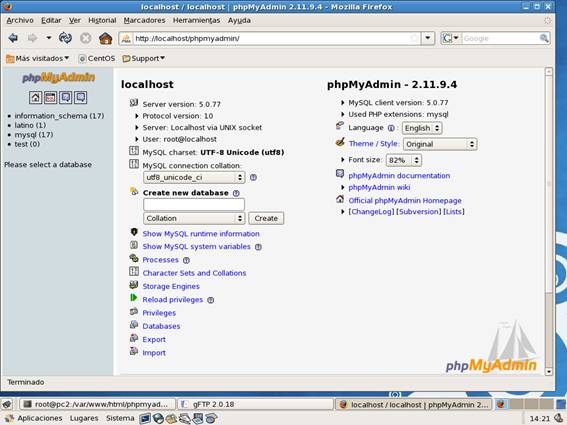 localhost / localhost | phpMyAdmin 2.11.9.4 - Mozilla Firefox
Archivo Editar Ver Historial Marcadores Herramientas Ayuda
http://localhost/phpmyadmin/
Google
Más visitados CentOS Support
phpMyAdmin
information_schema (17)
latino (1)
mysql (17)
test (0)
Please select a database
localhost
Server version: 5.0.77
Protocol version: 10
Server: Localhost via UNIX socket
User: root@localhost
MySQL charset: UTF-8 Unicode (utf8)
MySQL connection collation:
utf8_unicode_ci
Create new database
Collation Create
Show MySQL runtime information
Show MySQL system variables
Processes
Character Sets and Collations
Storage Engines
Reload privileges
Privileges
Databases
Export
Import
phpMyAdmin - 2.11.9.4
MySQL client version: 5.0.77
Used PHP extensions: mysql
Language : English
Theme / Style: Original
Font size: 82%
phpMyAdmin documentation
phpMyAdmin wiki
Official phpMyAdmin Homepage
[ChangeLog] [Subversion] [Lists]
phpMyAdmin
Terminado
root@pc2:/var/www/html/phpmyad... gFTP 2.0.18 localhost / localhost | phpMyAdmin 2...
Aplicaciones Lugares Sistema 14:21